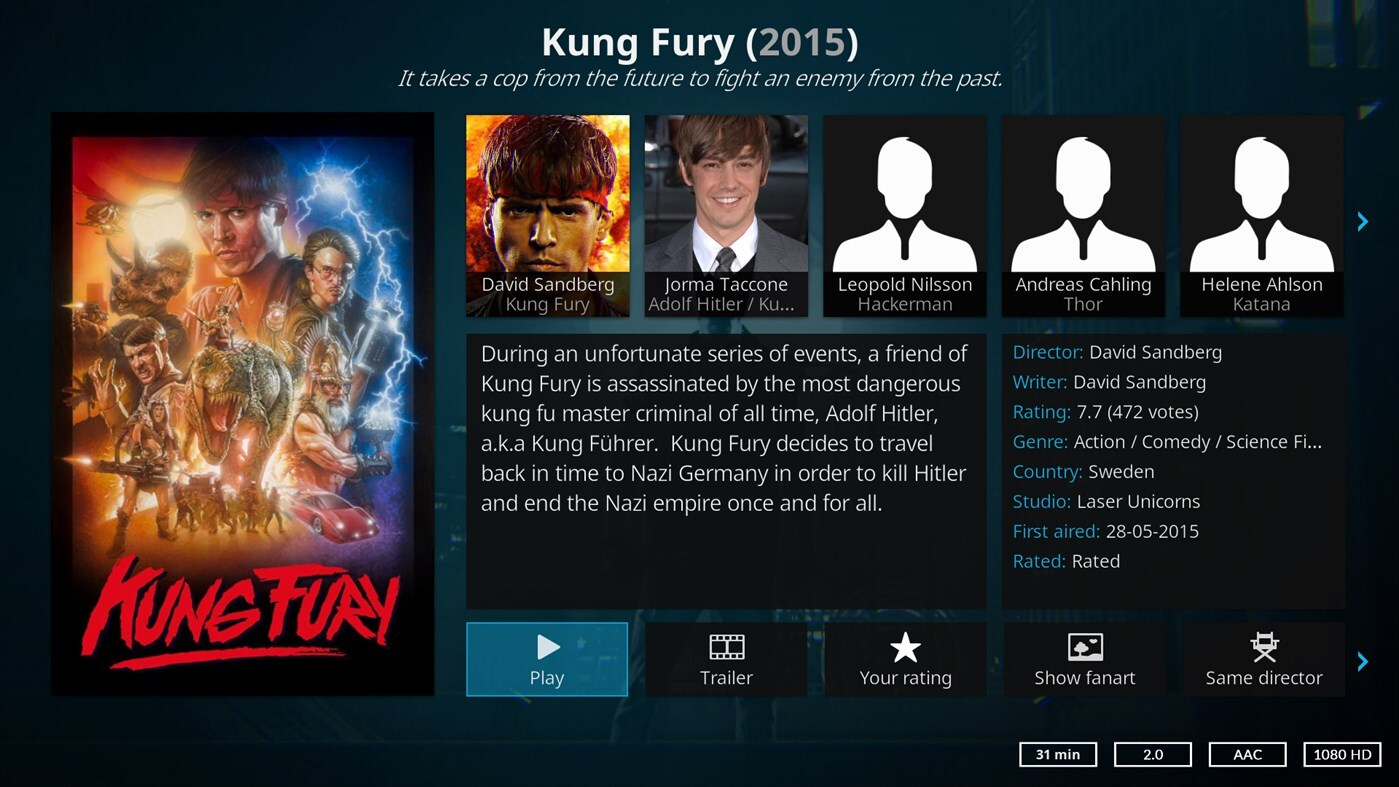 Kung Fury (2015)
It takes a cop from the future to fight an enemy from the past.
KUNG FURY
David Sandberg
Kung Fury
Jorma Taccone
Adolf Hitler / Ku...
Leopold Nilsson
Hackerman
Andreas Cahling
Thor
Helene Ahlson
Katana
During an unfortunate series of events, a friend of
Kung Fury is assassinated by the most dangerous
kung fu master criminal of all time, Adolf Hitler,
a.k.a Kung Führer.  Kung Fury decides to travel
back in time to Nazi Germany in order to kill Hitler
and end the Nazi empire once and for all.
Director: David Sandberg
Writer: David Sandberg
Rating: 7.7 (472 votes)
Genre: Action / Comedy / Science Fi...
Country: Sweden
Studio: Laser Unicorns
First aired: 28-05-2015
Rated: Rated
Play
Trailer
Your rating
Show fanart
Same director
31 min
2.0
AAC
1080 HD